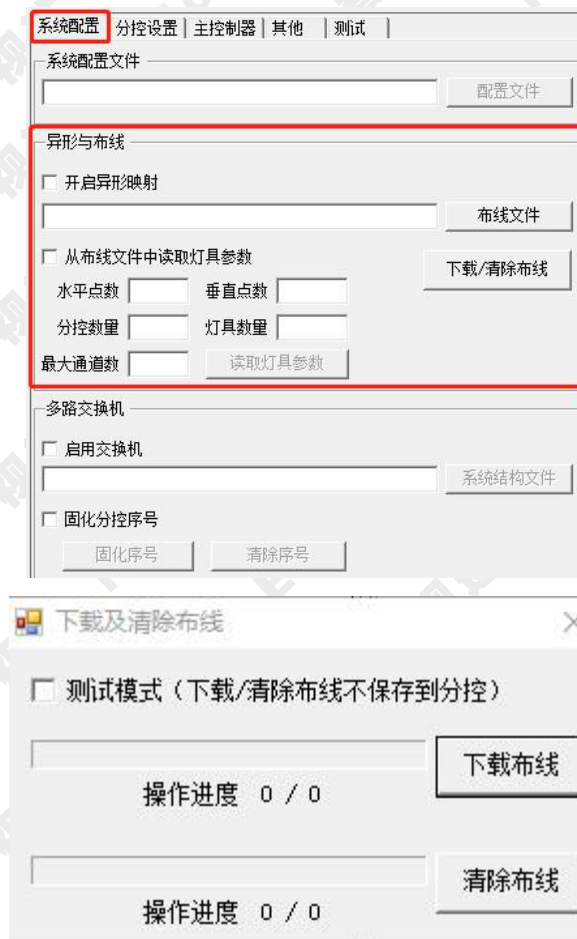 系统配置 分控设置 主控制器 其他 测试
系统配置文件
配置文件
异形与布线
开启异形映射
布线文件
从布线文件中读取灯具参数
下载/清除布线
水平点数 垂直点数
分控数量 灯具数量
最大通道数 读取灯具参数
多路交换机
启用交换机
系统结构文件
固化分控序号
固化序号 清除序号
下载及清除布线
测试模式（下载/清除布线不保存到分控）
下载布线
操作进度 0 / 0
清除布线
操作进度 0 / 0